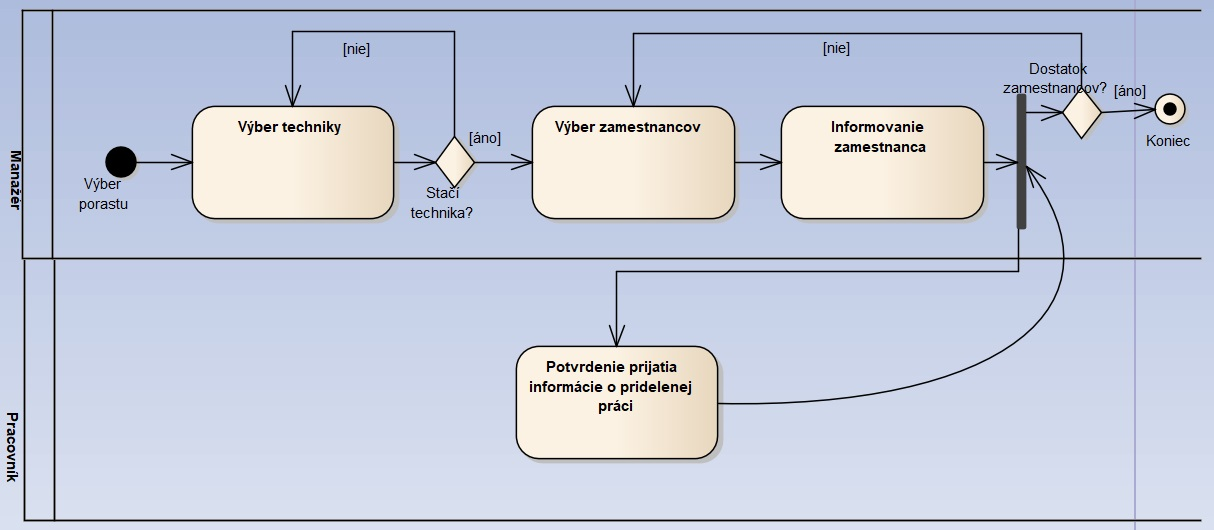 Manažér
Výber
porastu
Výber techniky
[nie]
Stačí
technika?
[áno]
Výber zamestnancov
[nie]
Informovanie
zamestnanca
Dostatok
zamestnancov?
[áno]
Koniec
Pracovník
Potvrdenie prijatia
informácie o pridelenej
práci